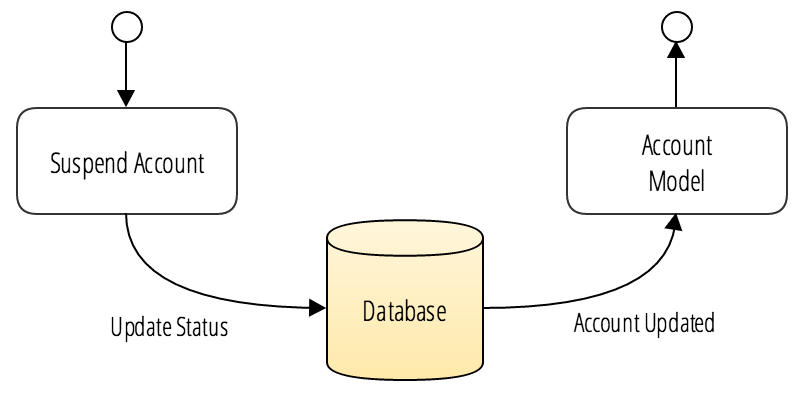 Suspend Account
Account
Model
Database
Update Status
Account Updated